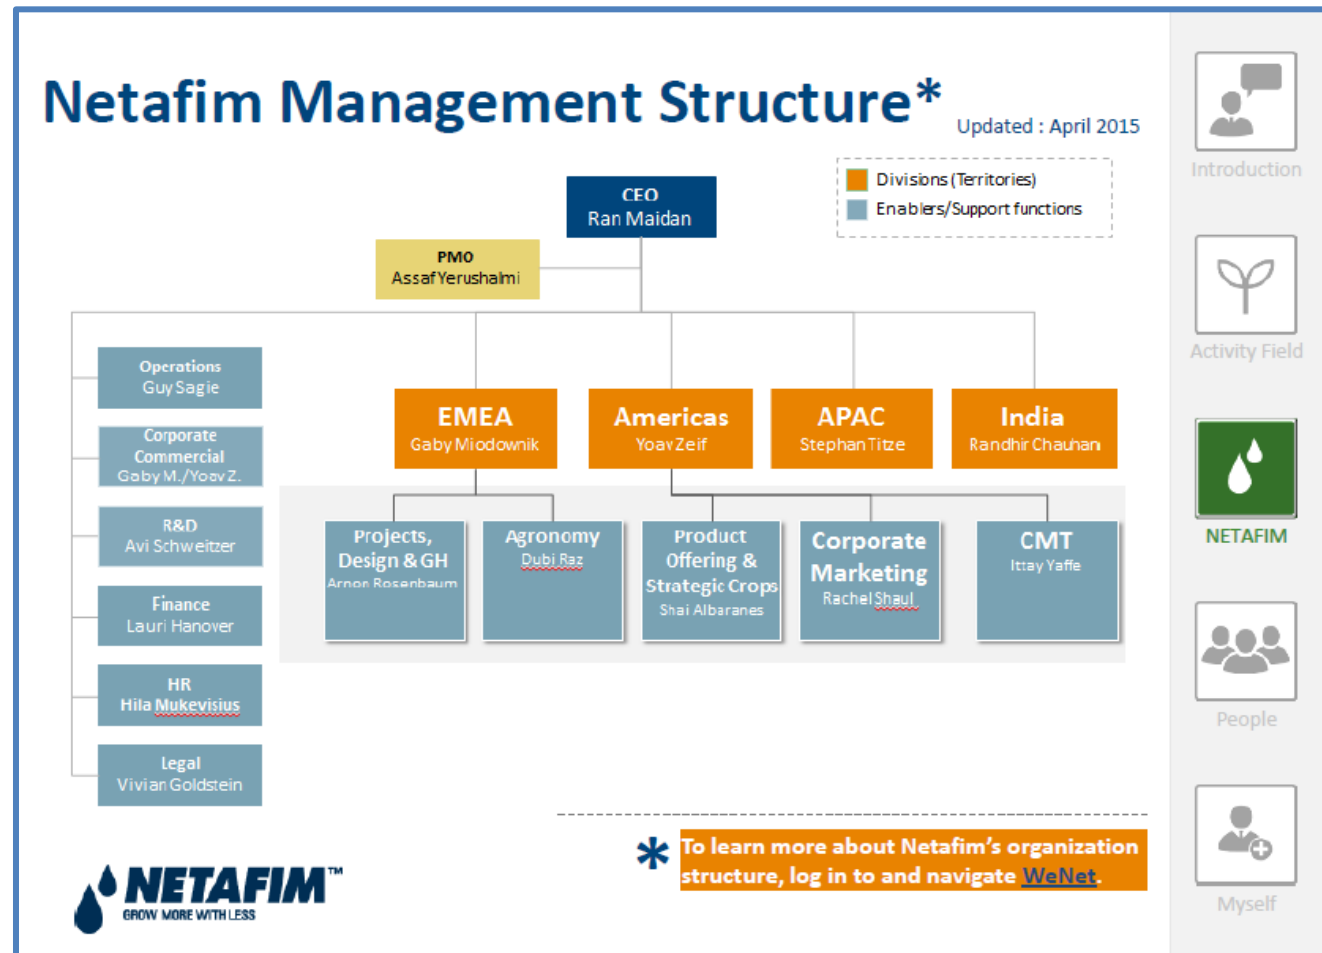 Netafim Management Structure*
Updated : April 2015
Divisions (Territories)
Enablers/Support functions
CEO
Ran Maidan
PMO
Assaf Yerushalmi
Operations
Guy Sagie
Corporate
Commercial
Gaby M./Yoav Z.
R&D
Avi Schweitzer
Finance
Lauri Hanover
HR
Hila Mukevisius
Legal
Vivian Goldstein
EMEA
Gaby Miodownik
Americas
Yoav Zeif
APAC
Stephan Titze
India
Randhir Chauhan
Projects,
Design & GH
Arnon Rosenbaum
Agronomy
Dubi Raz
Product
Offering &
Strategic Crops
Shai Albaranes
Corporate
Marketing
Rachel Shaul
CMT
Ittay Yaffe
* To learn more about Netafim's organization
structure, log in to and navigate WeNet.
NETAFIM™
GROW MORE WITH LESS
Introduction
Activity Field
NETAFIM
People
Myself